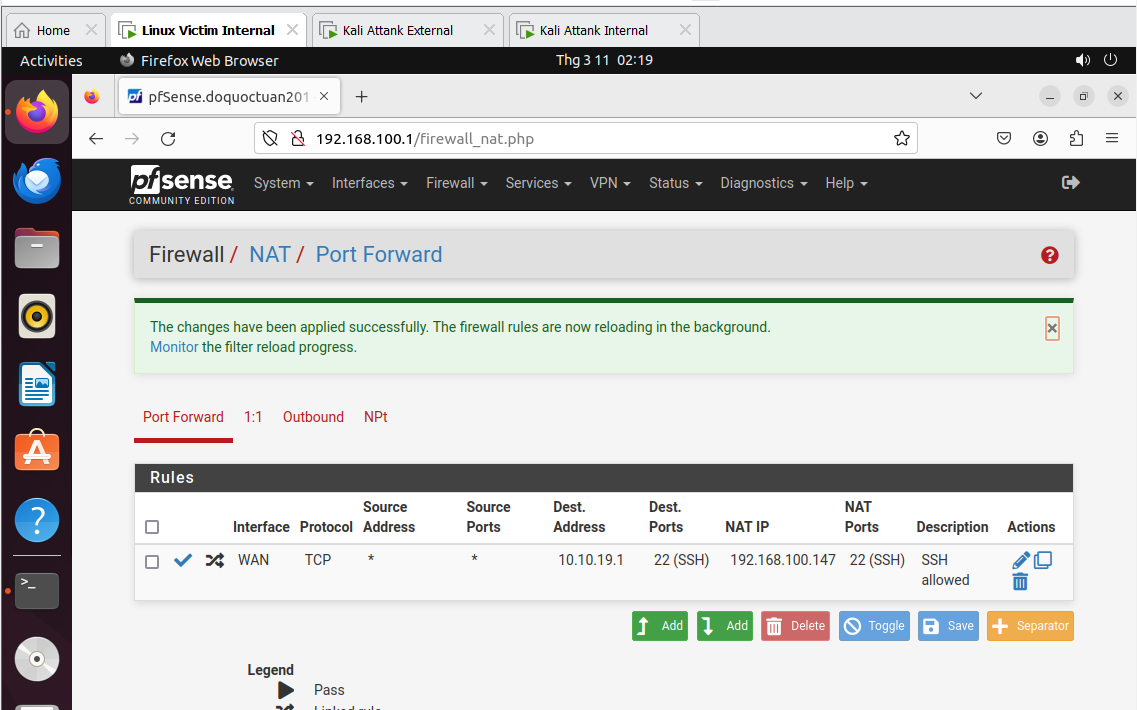 Home
Linux Victim Internal
Kali Attank External
Kali Attank Internal
Activities
Firefox Web Browser
Thg 3 11 02:19
pfSense.doquoctuan201
192.168.100.1/firewall_nat.php
pfsense
COMMUNITY EDITION
System
Interfaces
Firewall
Services
VPN
Status
Diagnostics
Help
Firewall / NAT / Port Forward
The changes have been applied successfully. The firewall rules are now reloading in the background.
Monitor the filter reload progress.
Port Forward
1:1
Outbound
NPt
Rules
Interface
Protocol
Source
Address
Source
Ports
Dest.
Address
Dest.
Ports
NAT IP
NAT
Ports
Description
Actions
WAN
TCP
*
*
10.10.19.1
22 (SSH)
192.168.100.147
22 (SSH)
SSH
allowed
Add
Add
Delete
Toggle
Save
Separator
Legend
Pass
Linked rule